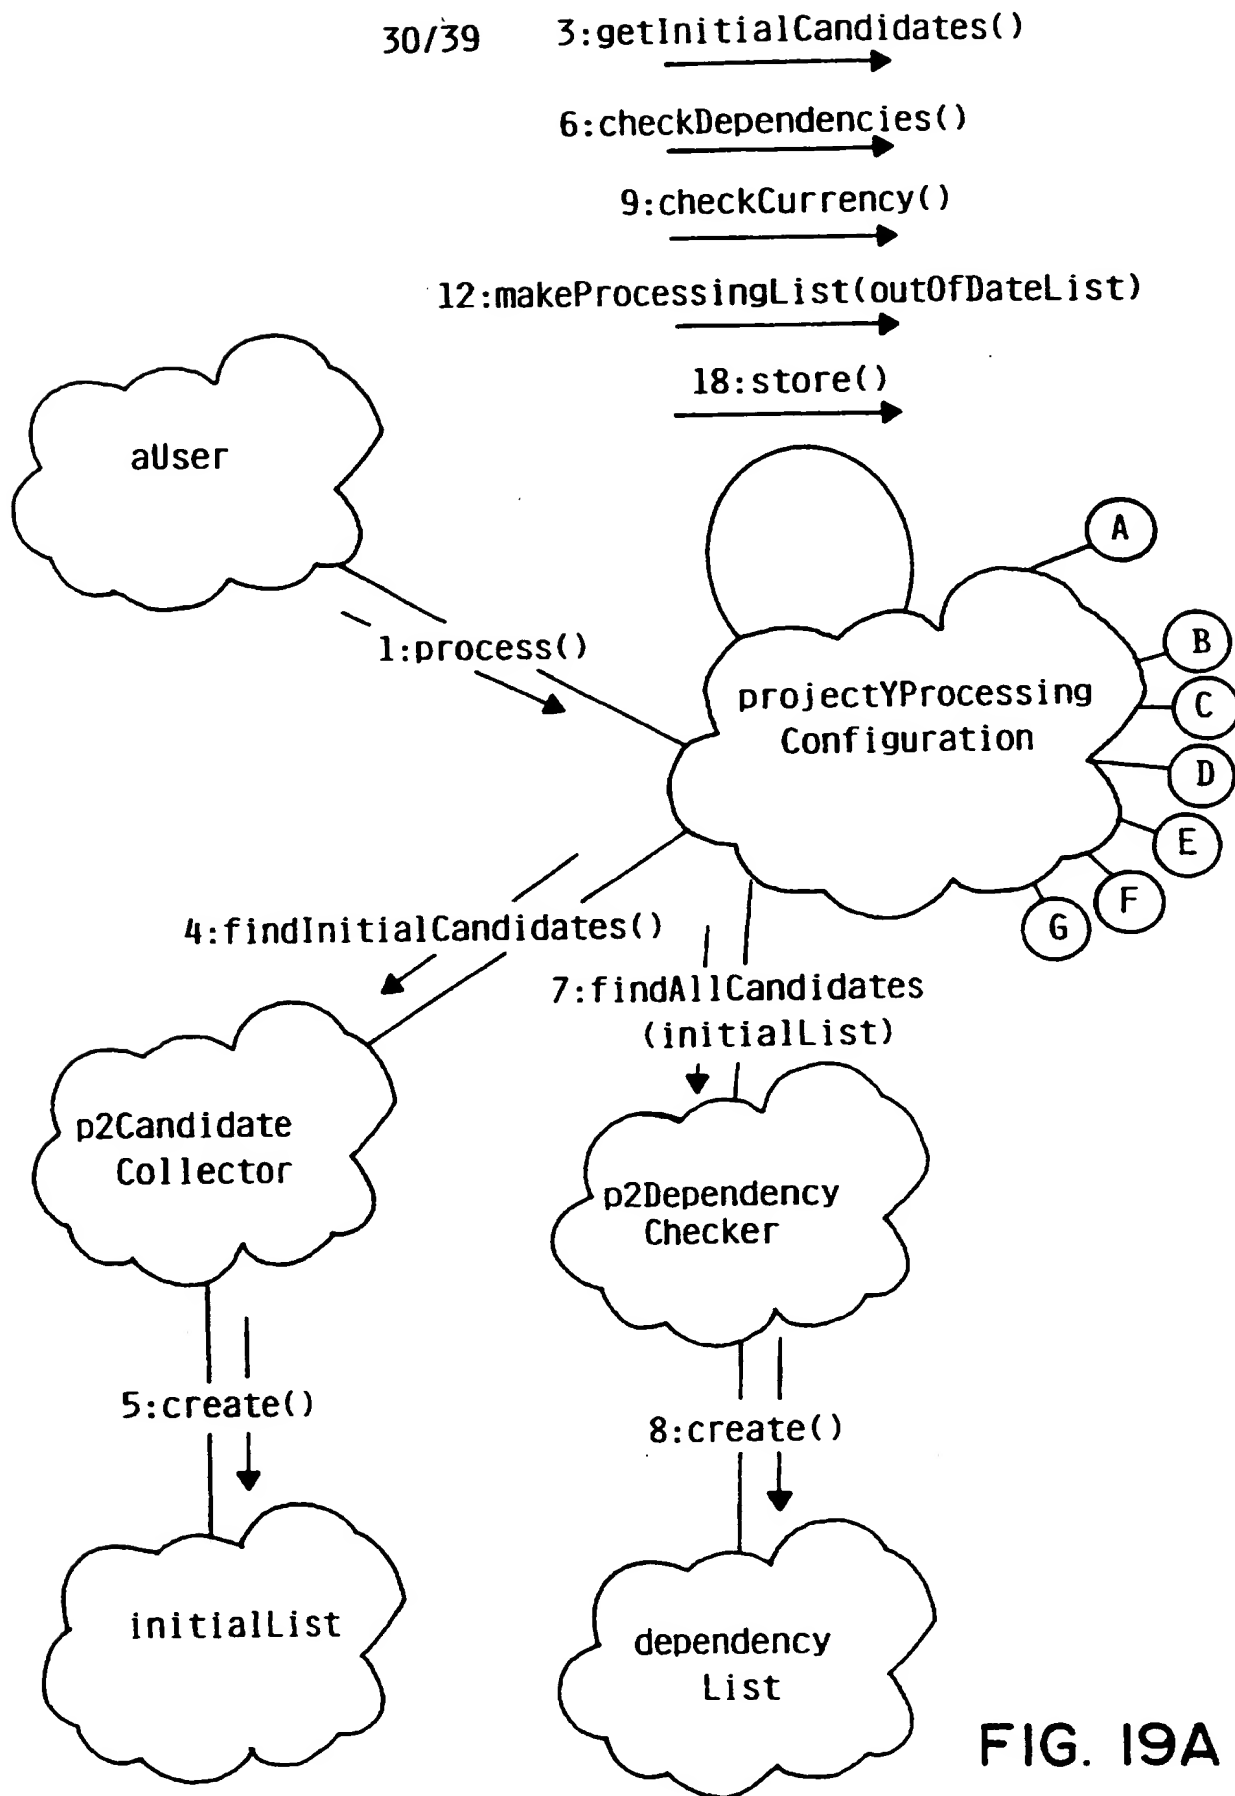 30/39
3:getInitialCandidates()
6:checkDependencies()
9:checkCurrency()
12:makeProcessingList(outOfDateList)
18:store()
aUser
A
1:process()
B
projectYProcessing
Configuration
C
D
E
F
G
4:findInitialCandidates()
7:findAllCandidates
(initialList)
p2Candidate
Collector
p2Dependency
Checker
5:create()
8:create()
initialList
dependency
List
FIG. 19A